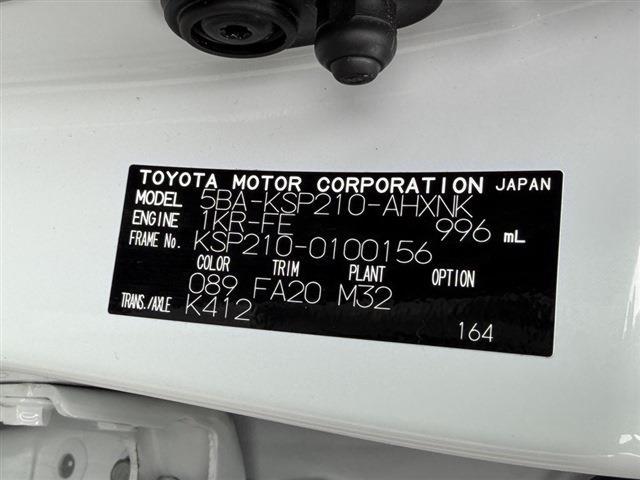 TOYOTA MOTOR CORPORATION JAPAN
MODEL 5BA-KSP210-AHXNK
ENGINE 1KR-FE 996 mL
FRAME No. KSP210-0100156
COLOR TRIM PLANT OPTION
089 FA20 M32
TRANS./AXLE K412
164